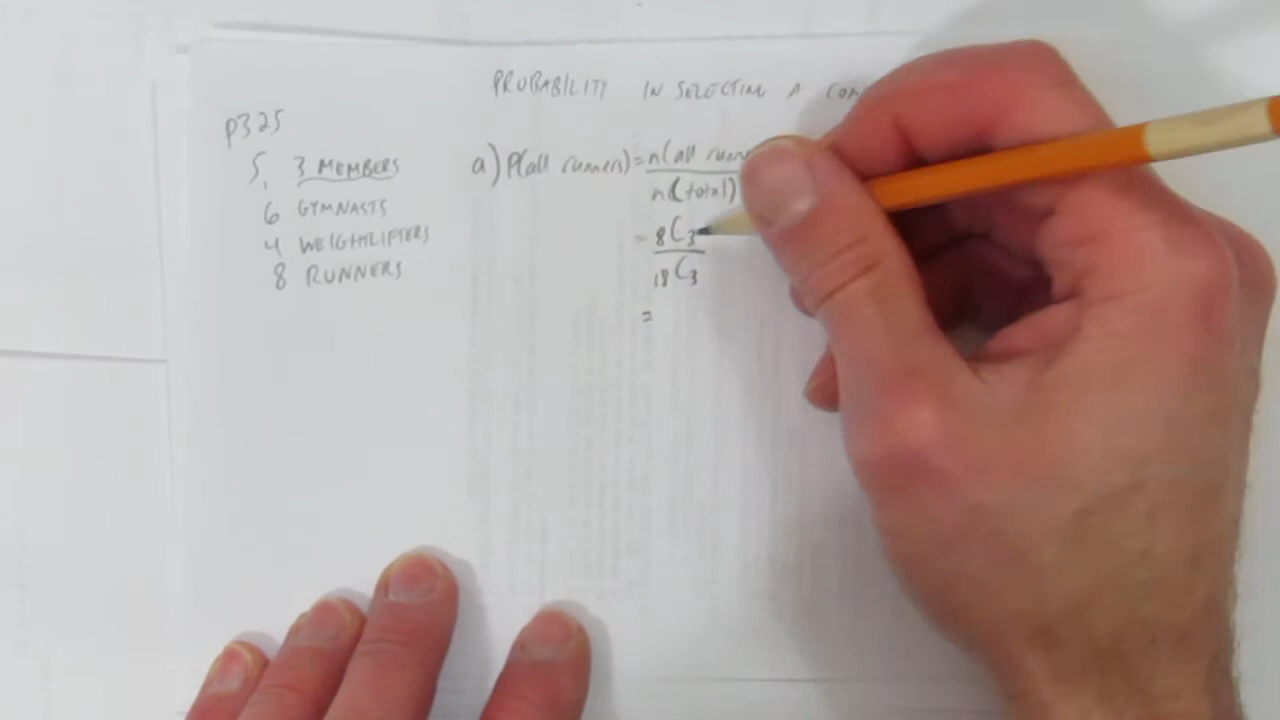 PROBABILITY IN SELECTING A
p325
5. 3 MEMBERS
6 GYMNASTS
4 WEIGHTLIFTERS
8 RUNNERS
a) P(all runners) = n(all
n(total)
= 8C3
18C3
=